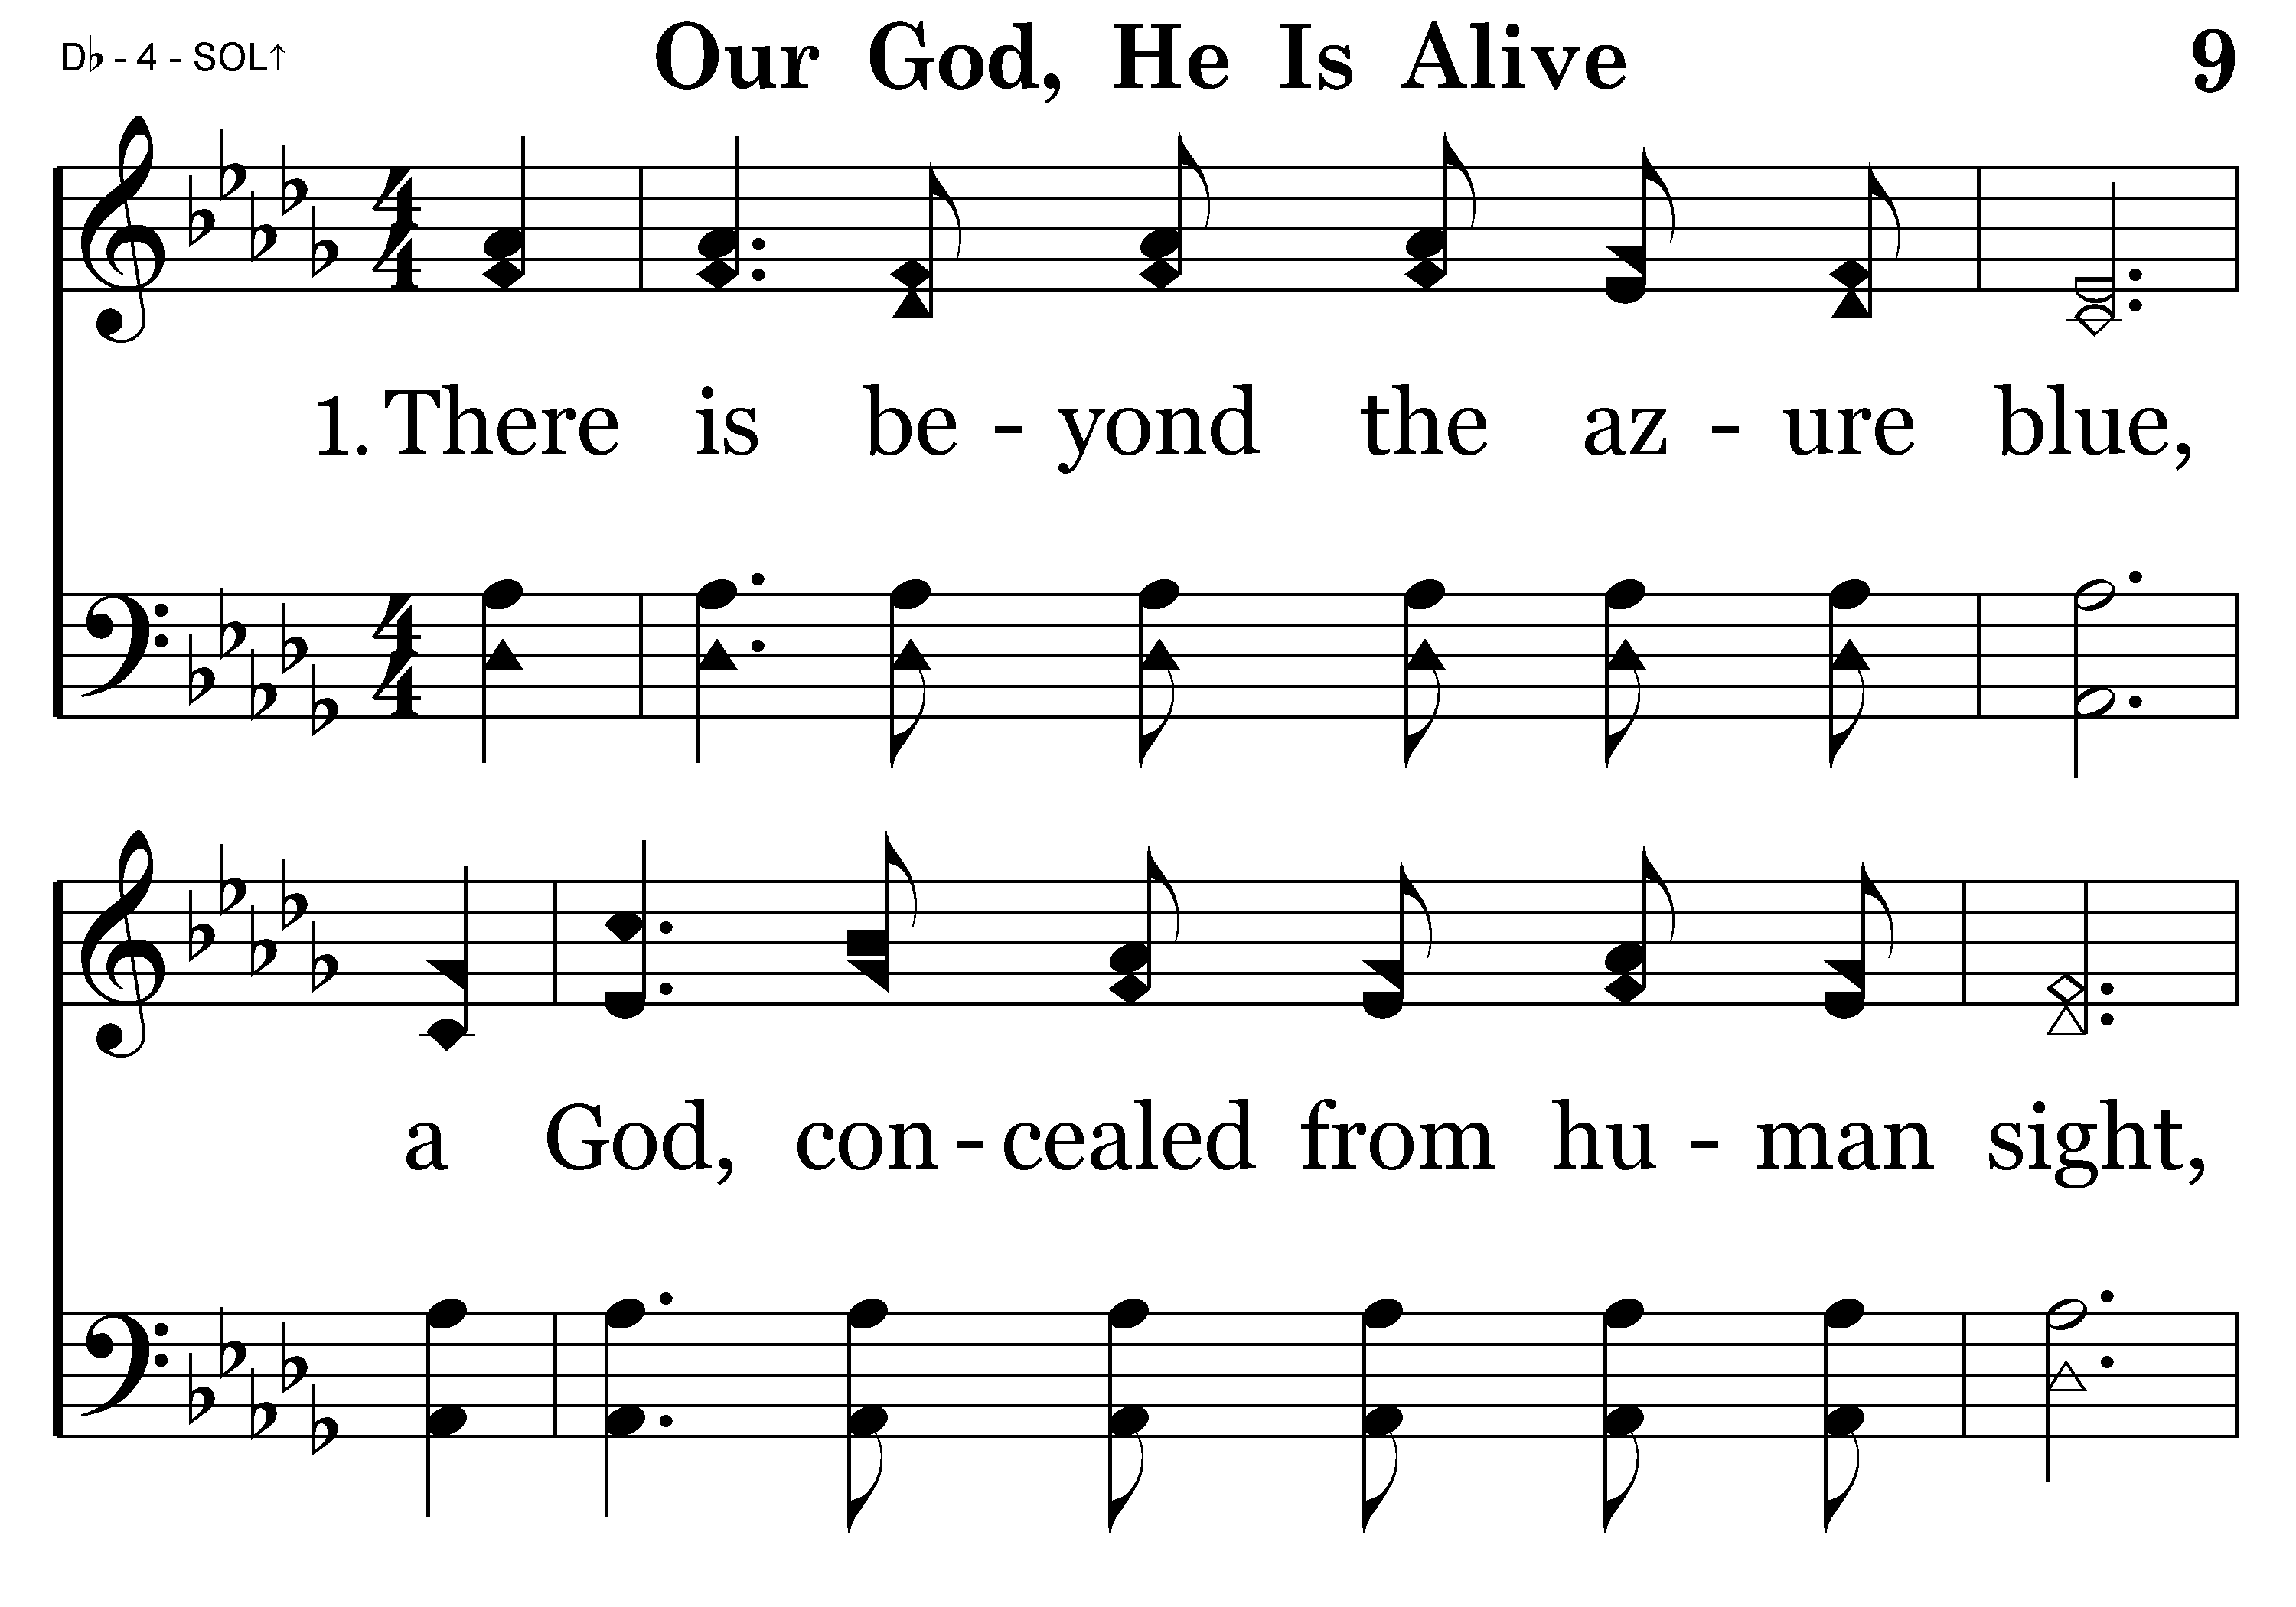 D♭ - 4 - SOL↑ Our God, He Is Alive 9
1. There is be - yond the az - ure blue,
a God, con - cealed from hu - man sight,